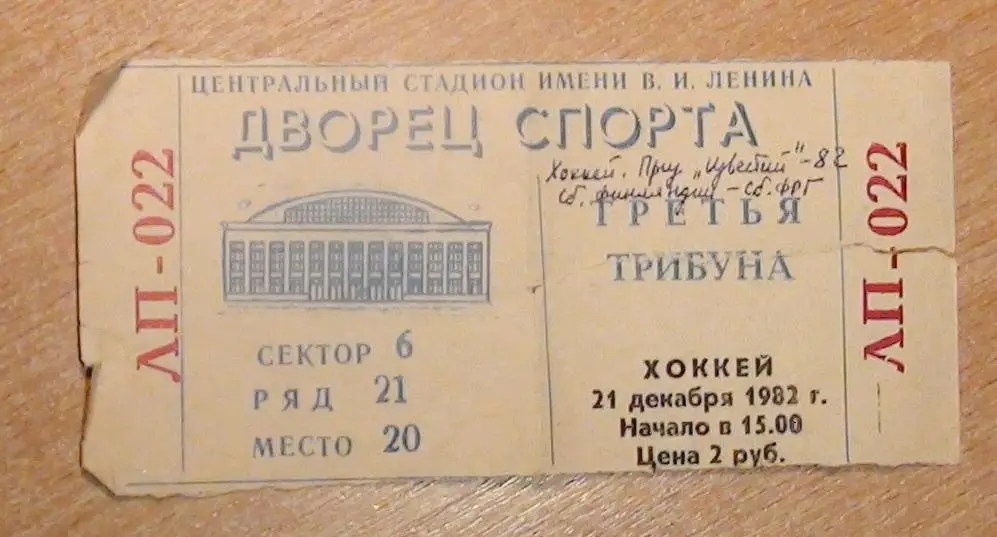 ЛП-022
ЦЕНТРАЛЬНЫЙ СТАДИОН ИМЕНИ В. И. ЛЕНИНА
ДВОРЕЦ СПОРТА
Хоккей. Приз „Известий"-82
Сб. Финляндии - Сб. ФРГ
ТРЕТЬЯ
ТРИБУНА
СЕКТОР 6
РЯД 21
МЕСТО 20
ХОККЕЙ
21 декабря 1982 г.
Начало в 15.00
Цена 2 руб.
ЛП-022